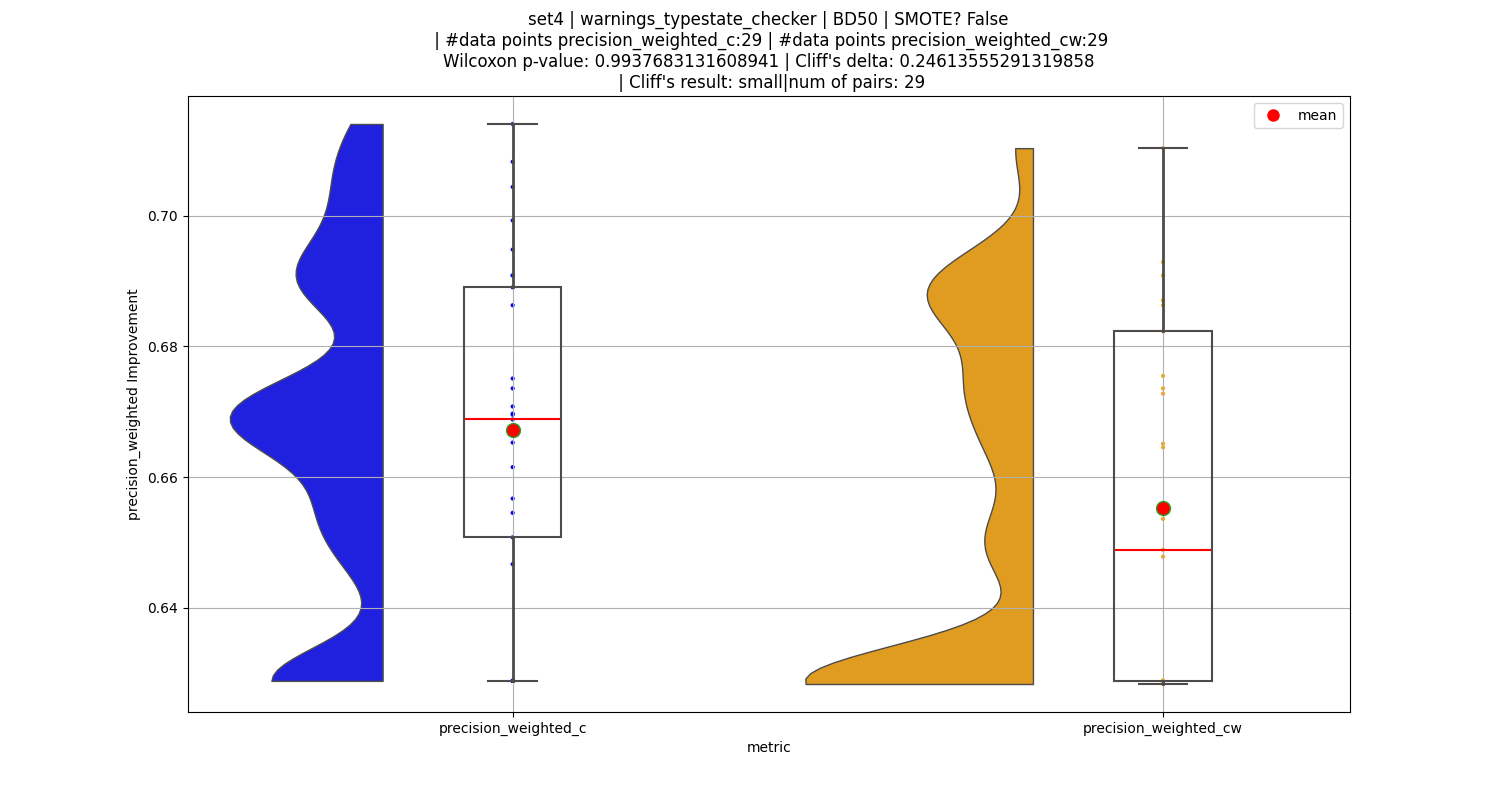 set4 | warnings_typestate_checker | BD50 | SMOTE? False
| #data points precision_weighted_c:29 | #data points precision_weighted_cw:29
Wilcoxon p-value: 0.9937683131608941 | Cliff's delta: 0.24613555291319858
| Cliff's result: small|num of pairs: 29
mean
0.70
0.68
0.66
0.64
precision_weighted Improvement
precision_weighted_c
precision_weighted_cw
metric